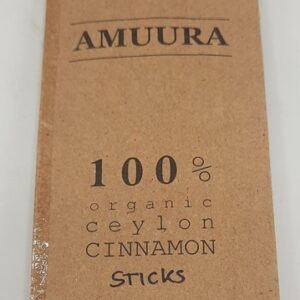 AMUURA
100%
organic
ceylon
CINNAMON
STICKS